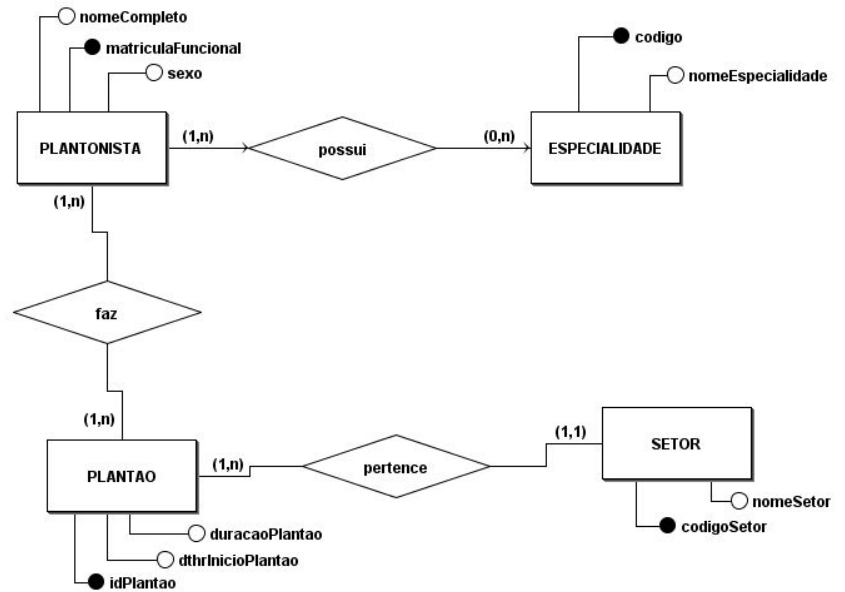 nomeCompleto
matriculaFuncional
sexo
codigo
nomeEspecialidade
PLANTONISTA
(1,n)
possui
(0,n)
ESPECIALIDADE
(1,n)
faz
(1,n)
PLANTAO
(1,n)
pertence
(1,1)
SETOR
nomeSetor
codigoSetor
duracaoPlantao
dthrInicioPlantao
idPlantao